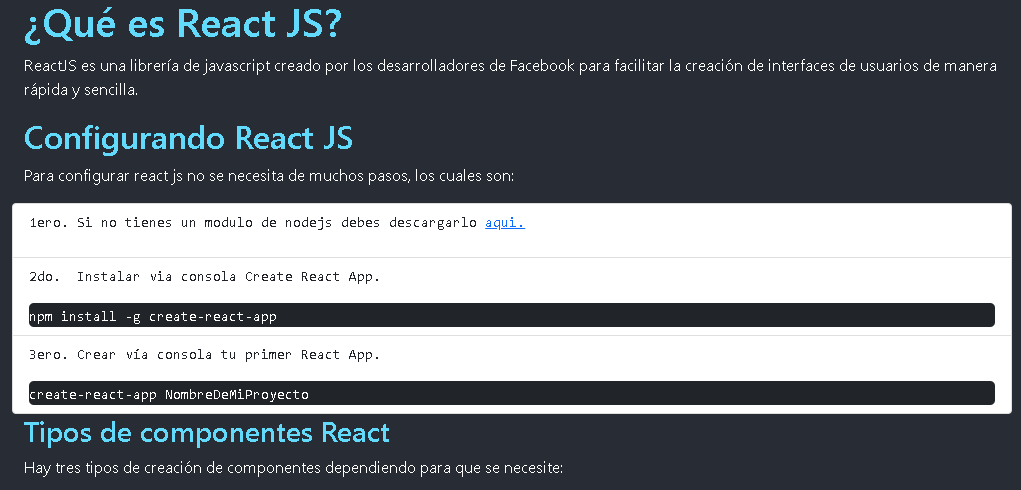 ¿Qué es React JS?
ReactJS es una librería de javascript creado por los desarrolladores de Facebook para facilitar la creación de interfaces de usuarios de manera
rápida y sencilla.
Configurando React JS
Para configurar react js no se necesita de muchos pasos, los cuales son:
1ero. Si no tienes un modulo de nodejs debes descargarlo aqui.
2do.  Instalar via consola Create React App.
npm install -g create-react-app
3ero. Crear vía consola tu primer React App.
create-react-app NombreDeMiProyecto
Tipos de componentes React
Hay tres tipos de creación de componentes dependiendo para que se necesite: